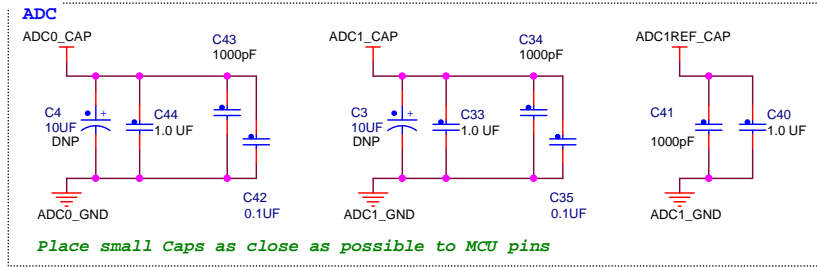 ADC
ADC0_CAP
C43
1000pF
C4
10UF
DNP
+
C44
1.0 UF
C42
0.1UF
ADC0_GND
ADC1_CAP
C34
1000pF
C3
10UF
DNP
+
C33
1.0 UF
C35
0.1UF
ADC1_GND
ADC1REF_CAP
C41
1000pF
C40
1.0 UF
ADC1_GND
Place small Caps as close as possible to MCU pins